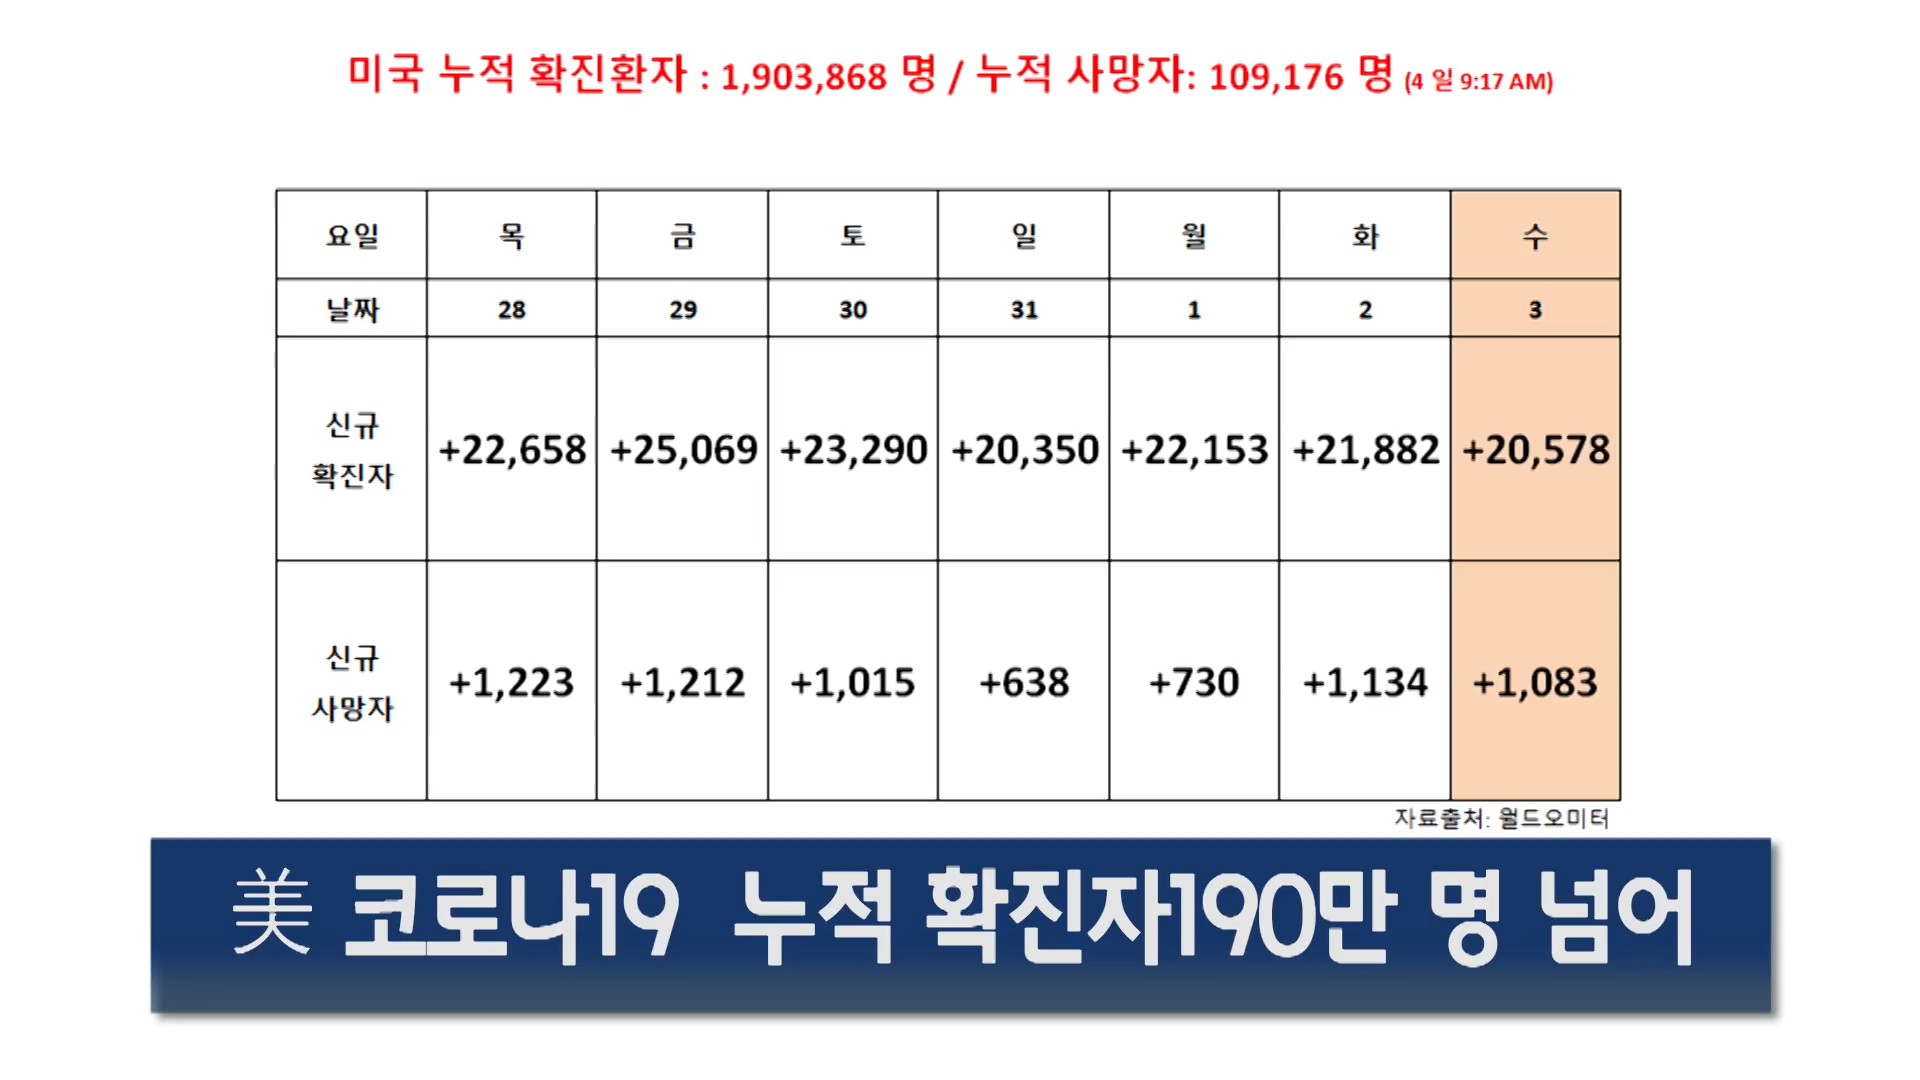 미국 누적 확진환자 : 1,903,868 명 / 누적 사망자: 109,176 명 (4 일 9:17 AM)
요일 목 금 토 일 월 화 수
날짜 28 29 30 31 1 2 3
신규 확진자 +22,658 +25,069 +23,290 +20,350 +22,153 +21,882 +20,578
신규 사망자 +1,223 +1,212 +1,015 +638 +730 +1,134 +1,083
자료출처: 월드오미터
美 코로나19 누적 확진자190만 명 넘어